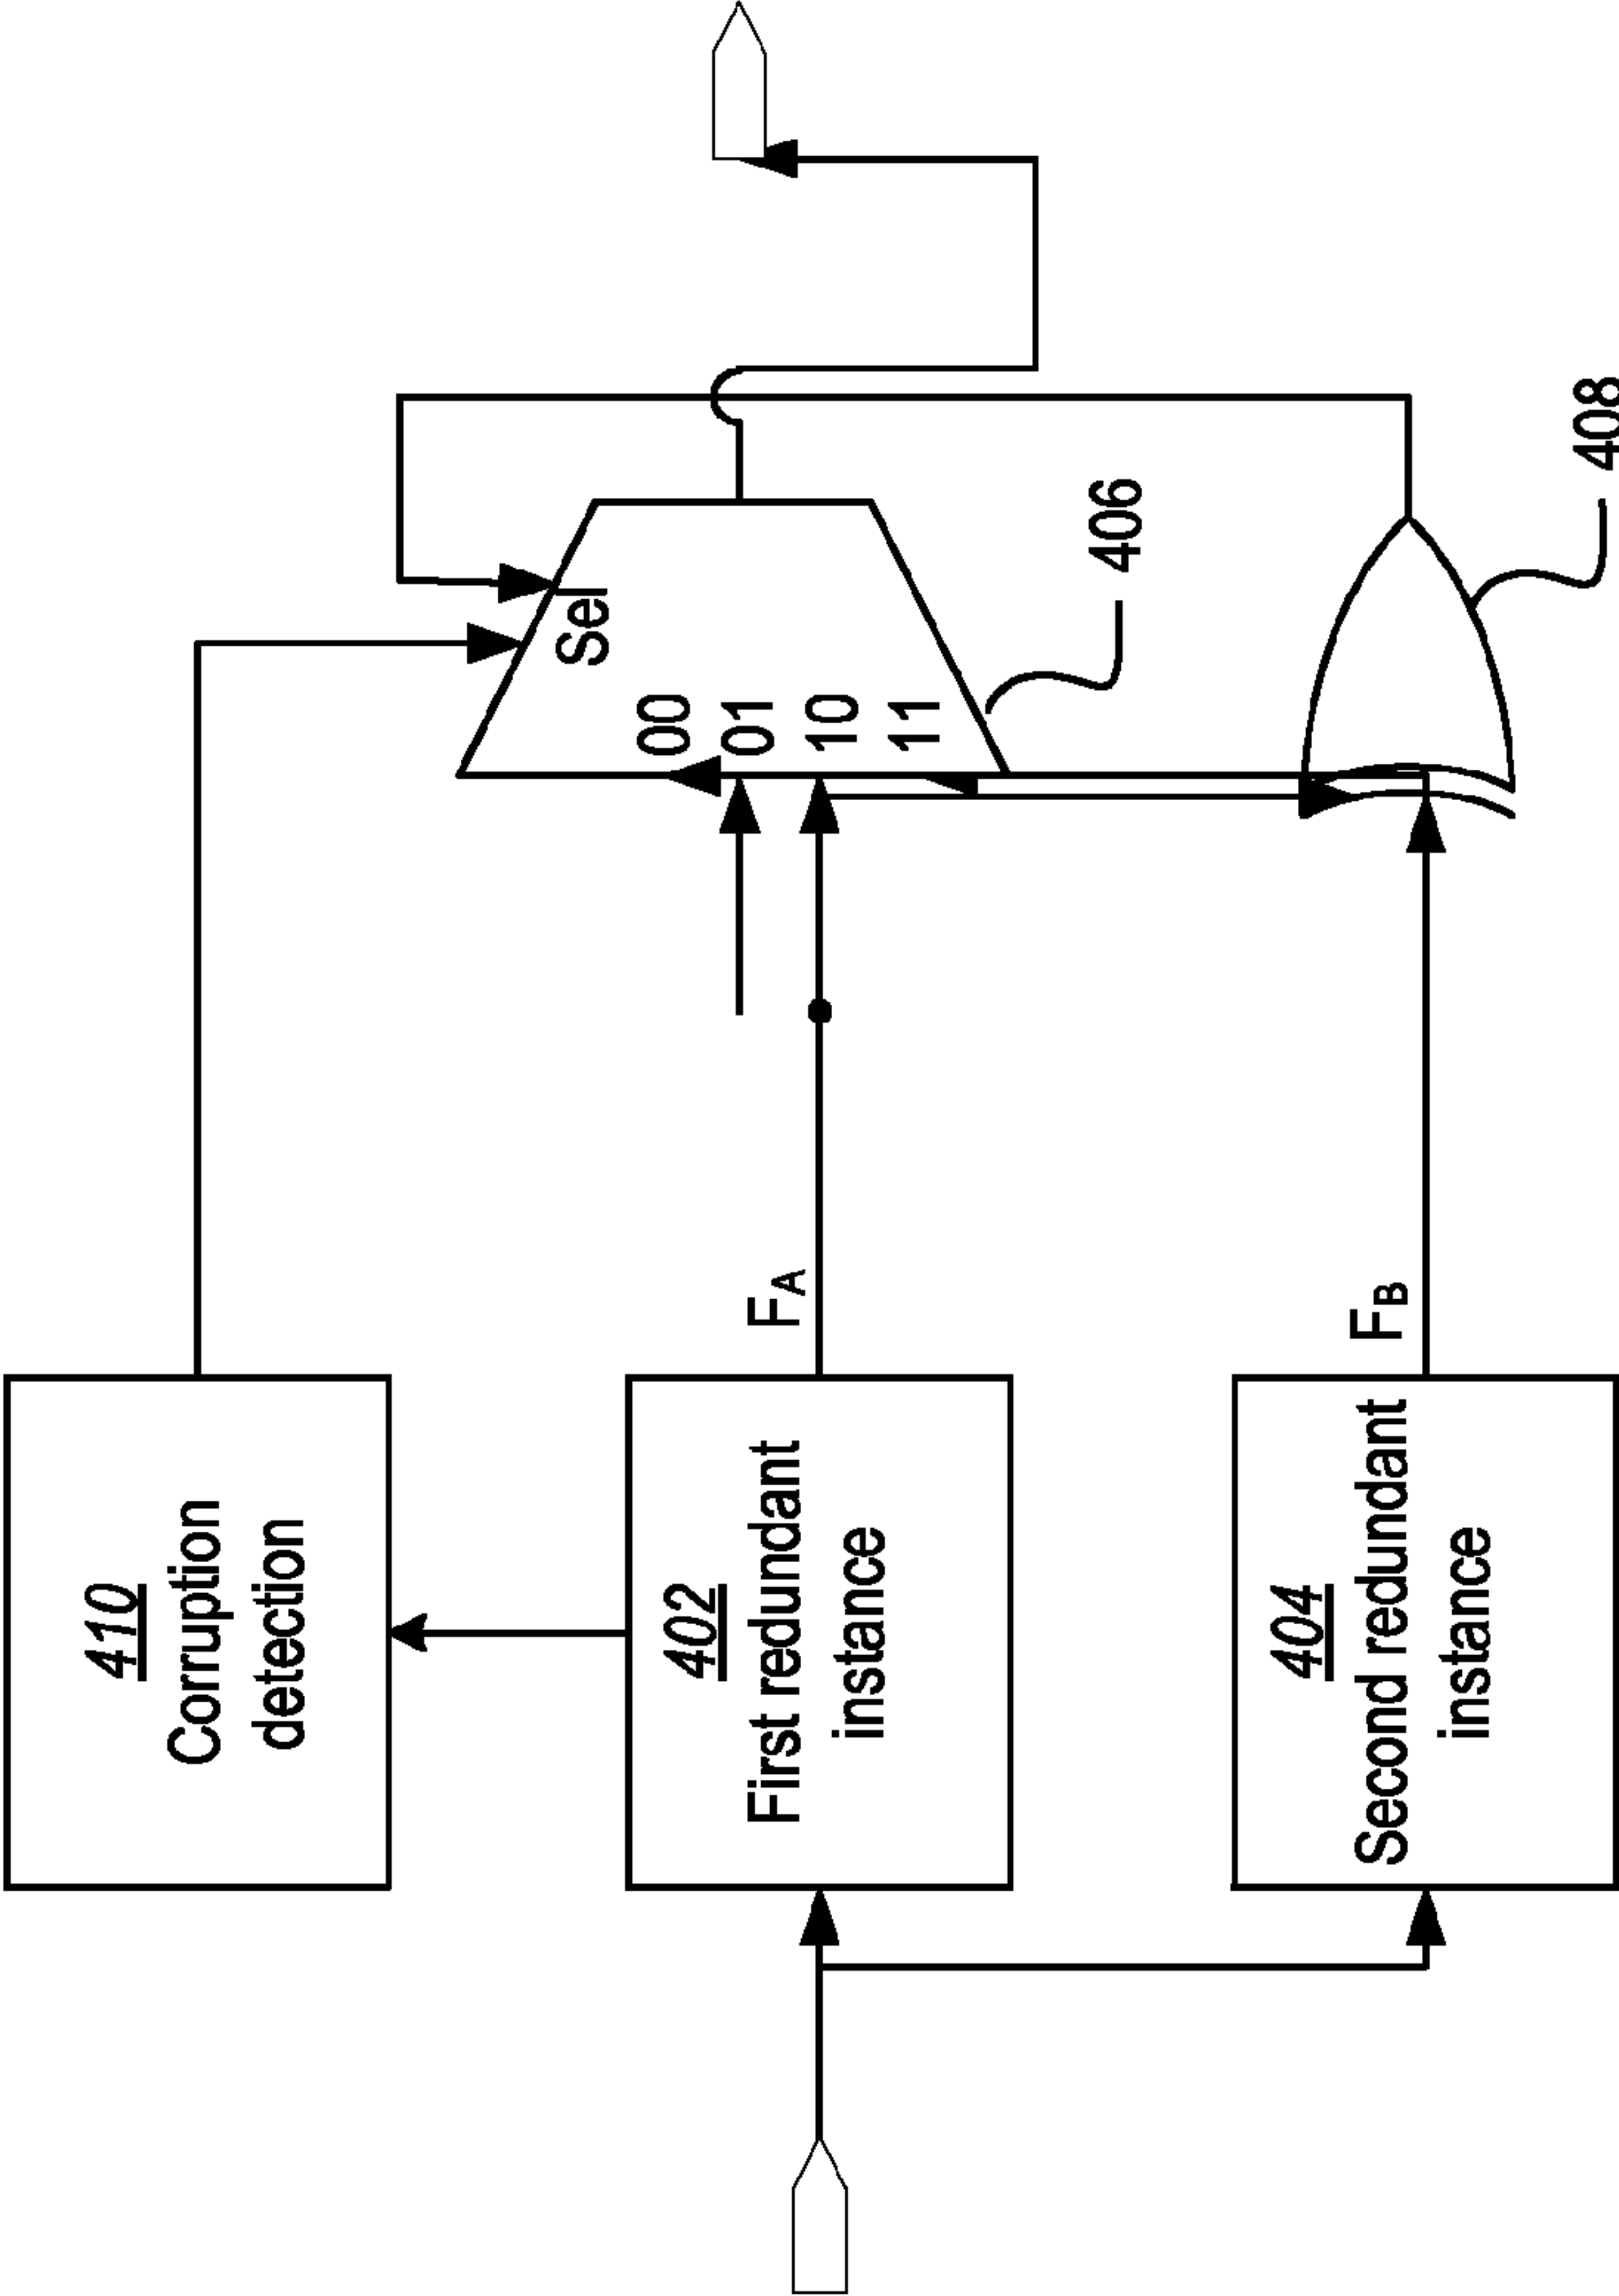 410
Corruption
detection
402
First redundant
instance
404
Second redundant
instance
FA
FB
Sel
00
01
10
11
406
408